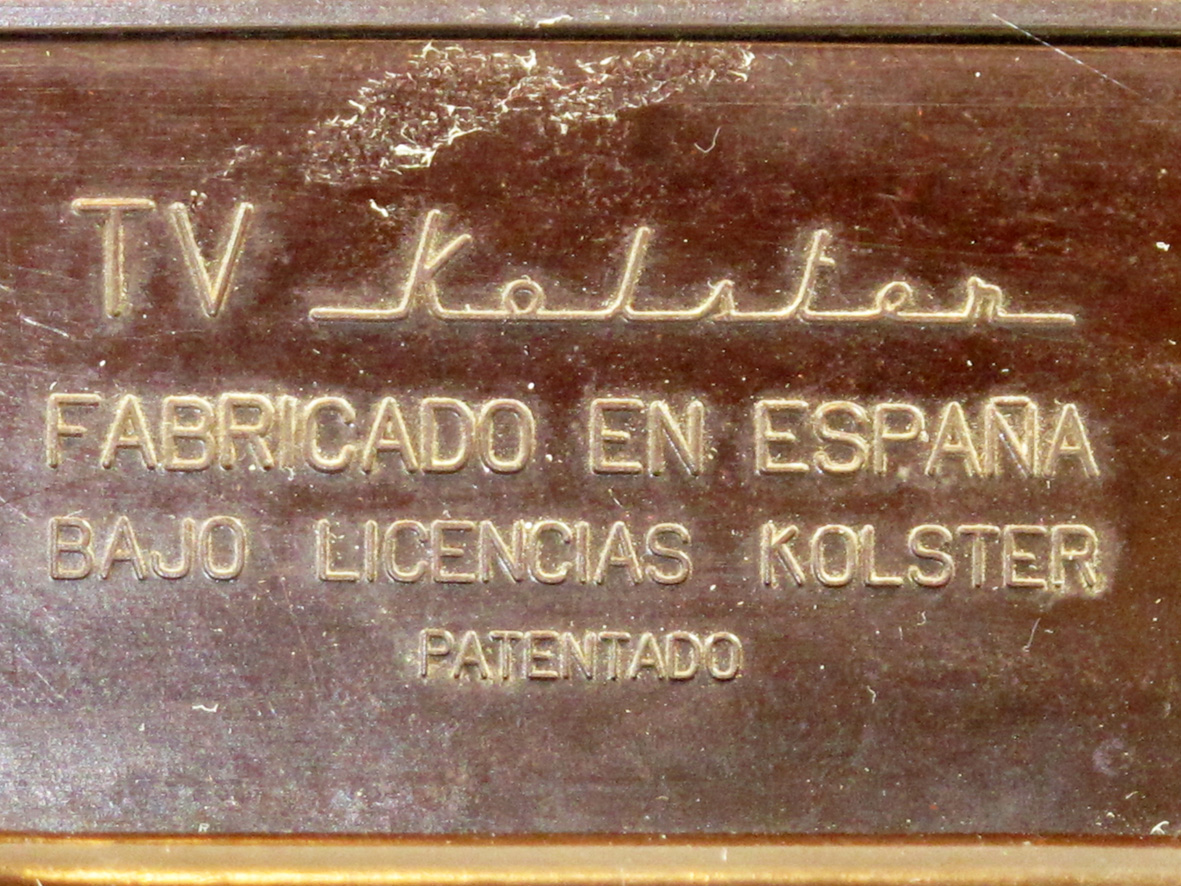 TV Kolster
FABRICADO EN ESPAÑA
BAJO LICENCIAS KOLSTER
PATENTADO